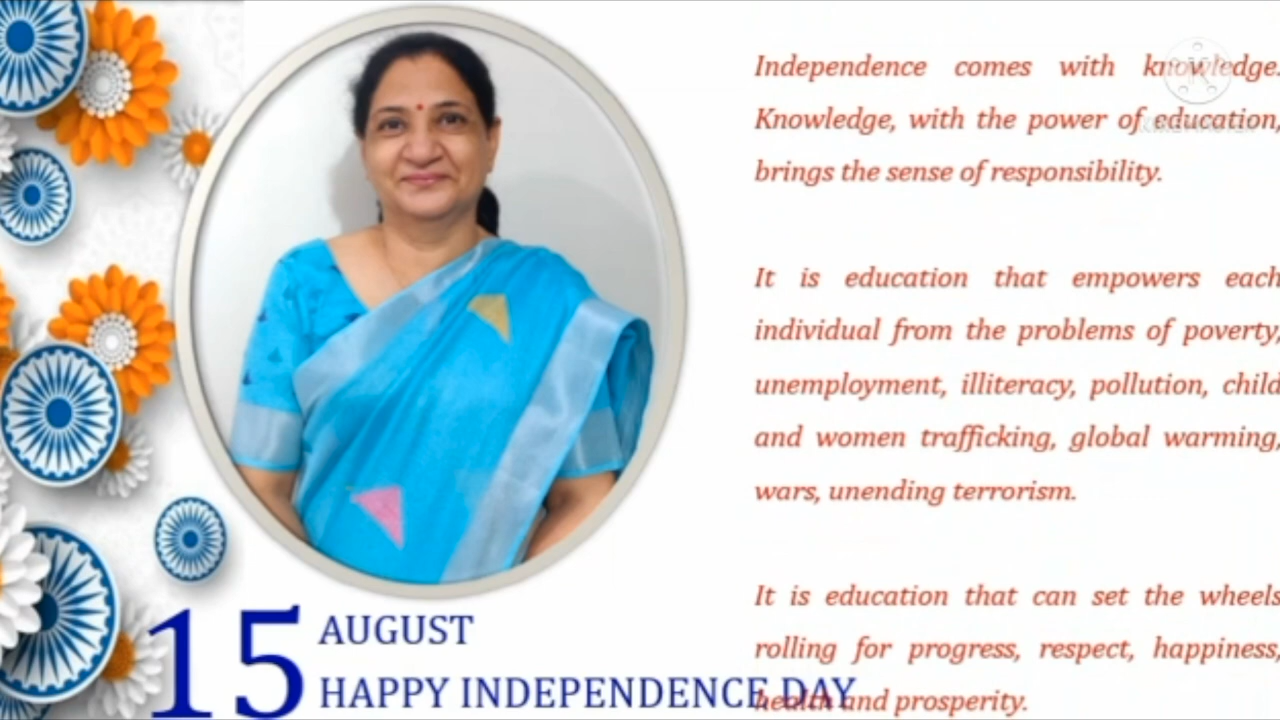 Independence comes with knowledge.
Knowledge, with the power of education,
brings the sense of responsibility.
It is education that empowers each
individual from the problems of poverty,
unemployment, illiteracy, pollution, child
and women trafficking, global warming,
wars, unending terrorism.
It is education that can set the wheels
rolling for progress, respect, happiness,
health and prosperity.
15 AUGUST
HAPPY INDEPENDENCE DAY